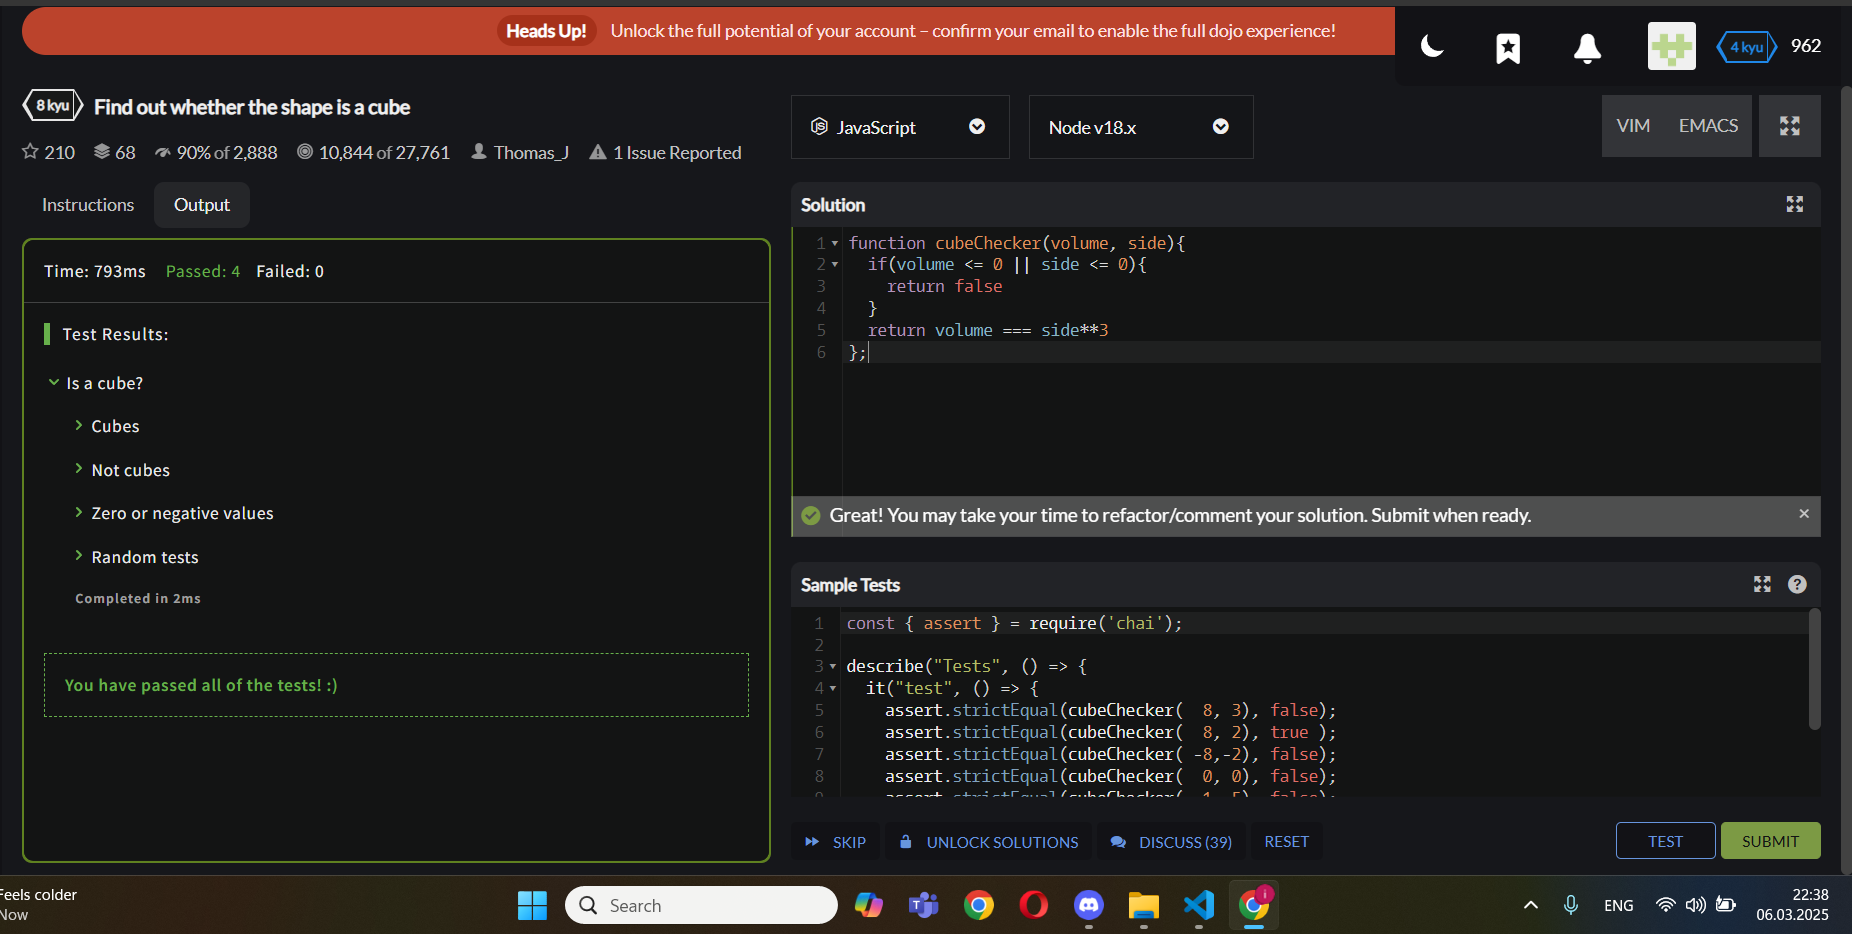 Heads Up! Unlock the full potential of your account – confirm your email to enable the full dojo experience!
4 kyu 962
8 kyu Find out whether the shape is a cube
210 68 90% of 2,888 10,844 of 27,761 Thomas_J 1 Issue Reported
JavaScript
Node v18.x
VIM EMACS
Instructions Output
Time: 793ms Passed: 4 Failed: 0
Test Results:
Is a cube?
Cubes
Not cubes
Zero or negative values
Random tests
Completed in 2ms
You have passed all of the tests! :)
Solution
1 function cubeChecker(volume, side){
2 if(volume <= 0 || side <= 0){
3 return false
4 }
5 return volume === side**3
6 };
Great! You may take your time to refactor/comment your solution. Submit when ready.
Sample Tests
1 const { assert } = require('chai');
2
3 describe("Tests", () => {
4 it("test", () => {
5 assert.strictEqual(cubeChecker(  8, 3), false);
6 assert.strictEqual(cubeChecker(  8, 2), true );
7 assert.strictEqual(cubeChecker( -8,-2), false);
8 assert.strictEqual(cubeChecker(  0, 0), false);
SKIP UNLOCK SOLUTIONS DISCUSS (39) RESET TEST SUBMIT
Feels colder
Now
Search
ENG
22:38
06.03.2025